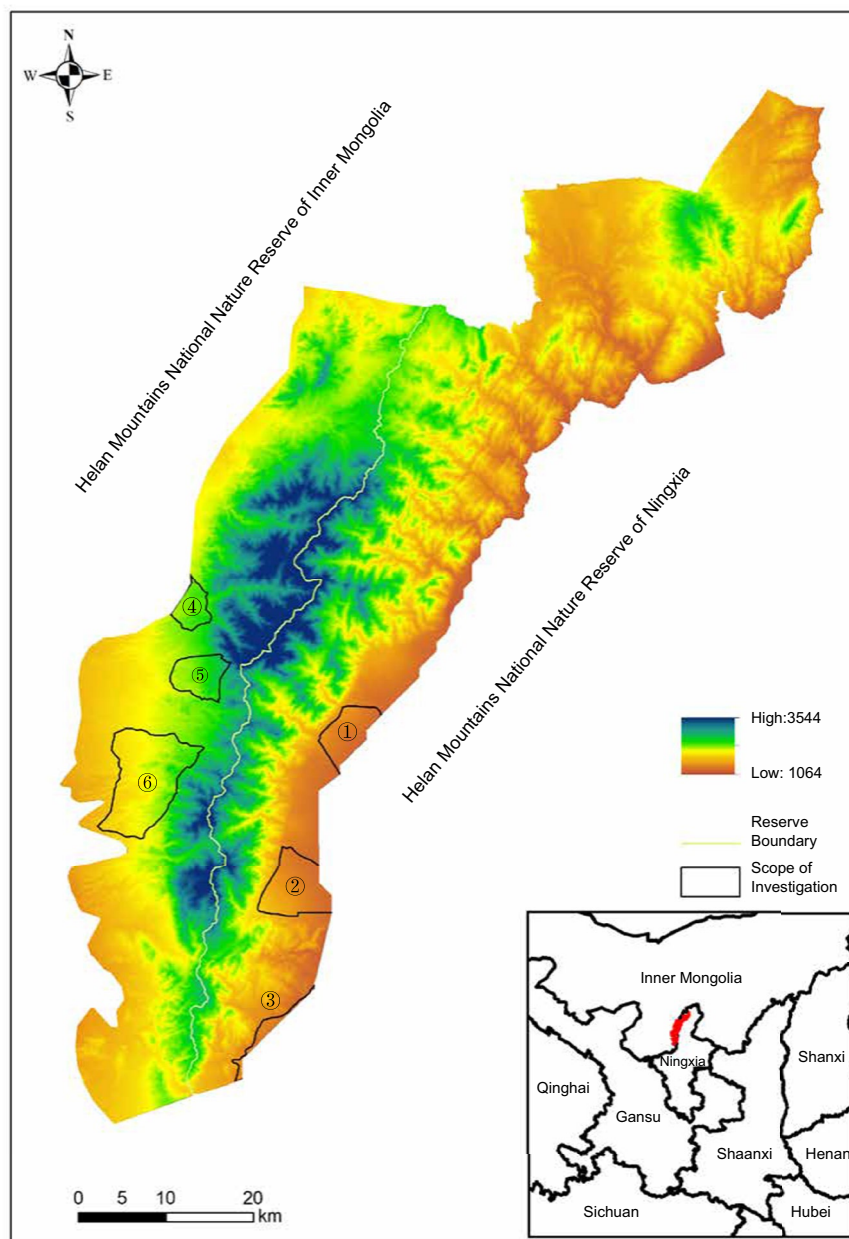 N
W E
S
Helan Mountains National Nature Reserve of Inner Mongolia
Helan Mountains National Nature Reserve of Ningxia
④
⑤
①
⑥
②
③
High:3544
Low: 1064
Reserve
Boundary
Scope of
Investigation
Inner Mongolia
Ningxia
Shanxi
Qinghai
Gansu
Shaanxi
Henan
Sichuan
Hubei
0 5 10 20
km